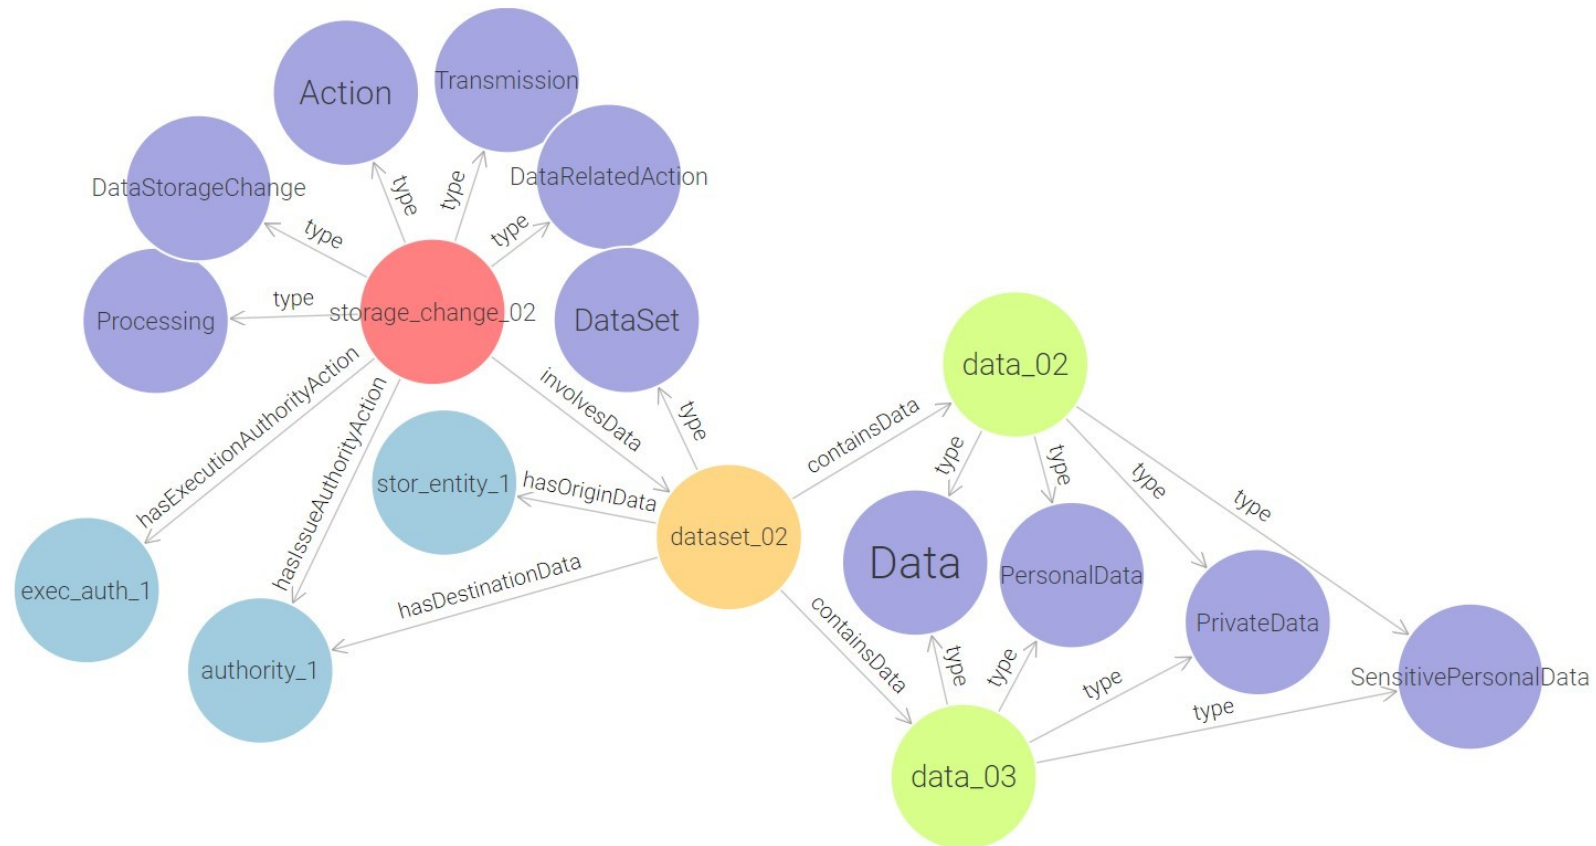 Action
Transmission
DataStorageChange
DataRelatedAction
type
type
type
type
type
Processing
storage_change_02
DataSet
hasExecutionAuthorityAction
hasIssueAuthorityAction
involvesData
type
stor_entity_1
hasOriginData
dataset_02
hasDestinationData
exec_auth_1
authority_1
containsData
containsData
data_02
type
type
type
type
Data
PersonalData
PrivateData
SensitivePersonalData
type
type
type
type
data_03